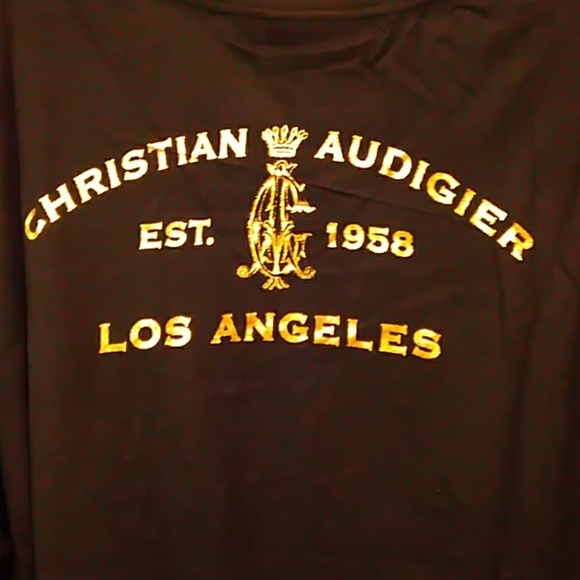 CHRISTIAN AUDIGIER
EST. 1958
LOS ANGELES